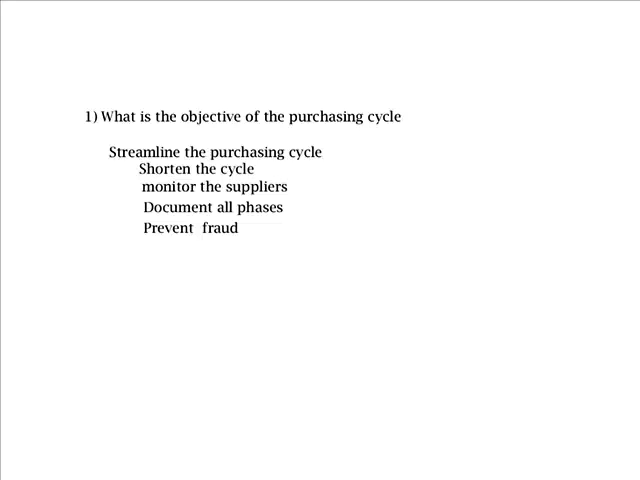 1) What is the objective of the purchasing cycle
Streamline the purchasing cycle
Shorten the cycle
monitor the suppliers
Document all phases
Prevent fraud